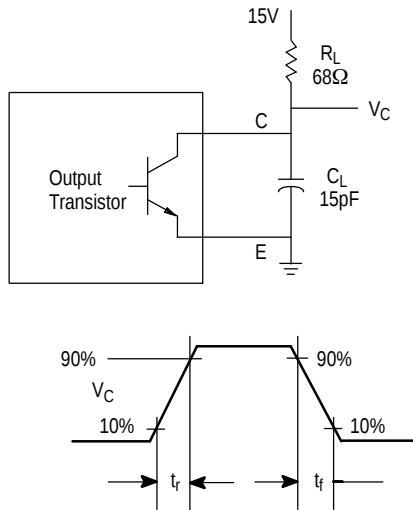 15V
R_L
68Ω
C
V_C
Output
Transistor
C_L
15pF
E
90%
90%
V_C
10%
10%
t_r
t_f